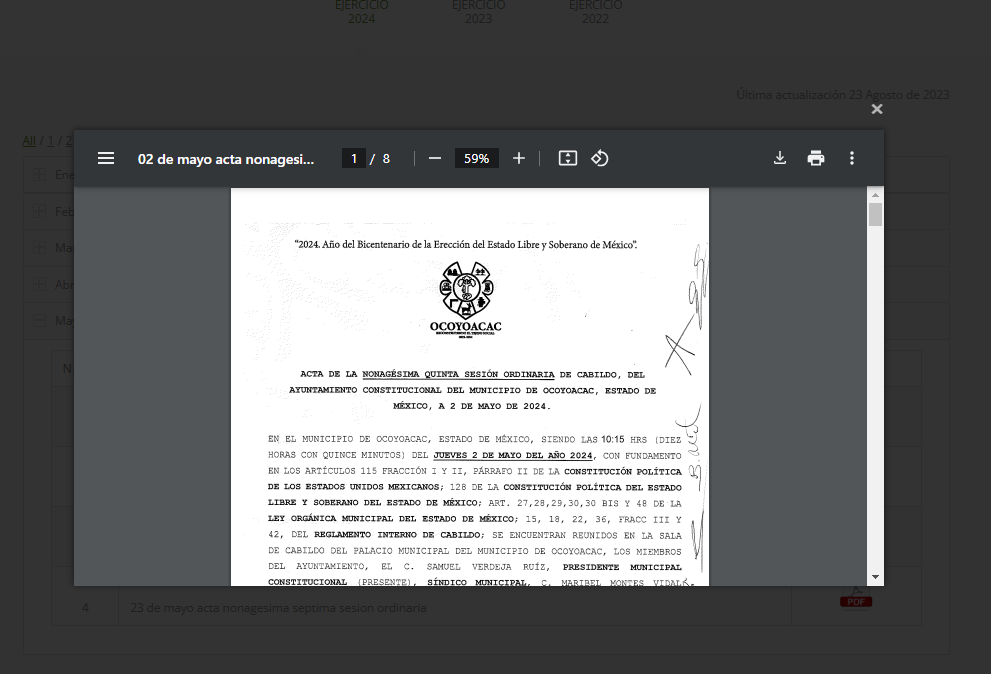 EJERCICIO
2024
EJERCICIO
2023
EJERCICIO
2022
Última actualización 23 Agosto de 2023
All / 1 / 2
02 de mayo acta nonagesi...
1 / 8
59%
Ene
Feb
Ma
Abr
Ma
N
"2024. Año del Bicentenario de la Erección del Estado Libre y Soberano de México".
OCOYOACAC
ACTA DE LA NONAGÉSIMA QUINTA SESIÓN ORDINARIA DE CABILDO, DEL
AYUNTAMIENTO CONSTITUCIONAL DEL MUNICIPIO DE OCOYOACAC, ESTADO DE
MÉXICO, A 2 DE MAYO DE 2024.
EN EL MUNICIPIO DE OCOYOACAC, ESTADO DE MÉXICO, SIENDO LAS 10:15 HRS (DIEZ
HORAS CON QUINCE MINUTOS) DEL JUEVES 2 DE MAYO DEL AÑO 2024, CON FUNDAMENTO
EN LOS ARTÍCULOS 115 FRACCIÓN I Y II, PÁRRAFO II DE LA CONSTITUCIÓN POLÍTICA
DE LOS ESTADOS UNIDOS MEXICANOS; 128 DE LA CONSTITUCIÓN POLÍTICA DEL ESTADO
LIBRE Y SOBERANO DEL ESTADO DE MÉXICO; ART. 27,28,29,30,30 BIS Y 48 DE LA
LEY ORGÁNICA MUNICIPAL DEL ESTADO DE MÉXICO; 15, 18, 22, 36, FRACC III Y
42, DEL REGLAMENTO INTERNO DE CABILDO; SE ENCUENTRAN REUNIDOS EN LA SALA
DE CABILDO DEL PALACIO MUNICIPAL DEL MUNICIPIO DE OCOYOACAC, LOS MIEMBROS
DEL AYUNTAMIENTO, EL C. SAMUEL VERDEJA RUÍZ, PRESIDENTE MUNICIPAL
CONSTITUCIONAL (PRESENTE), SÍNDICO MUNICIPAL, C. MARIBEL MONTES VIDAL
4
23 de mayo acta nonagesima septima sesion ordinaria
PDF